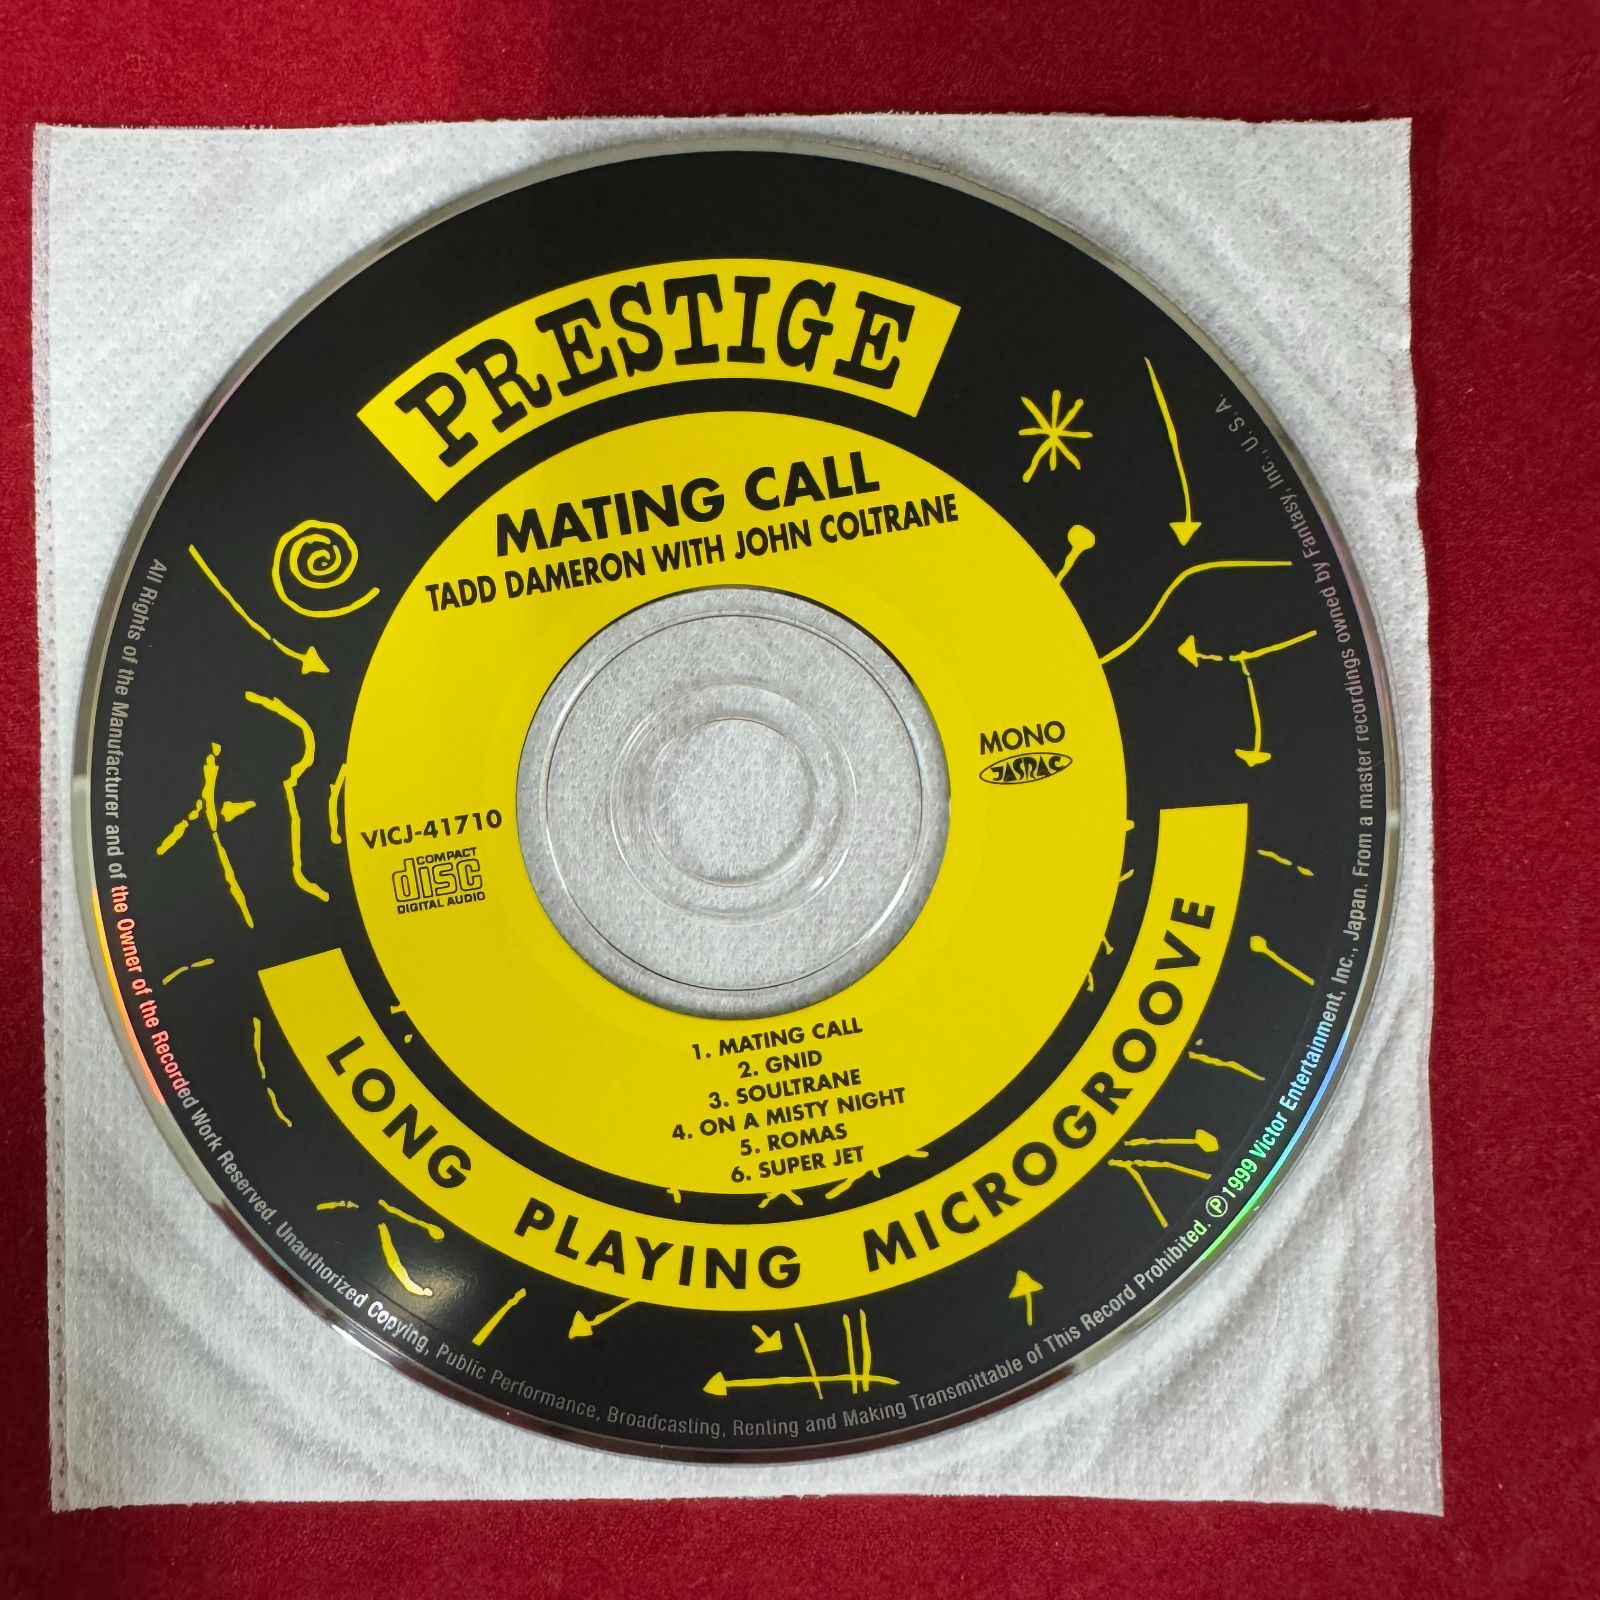 PRESTIGE
MATING CALL
TADD DAMERON WITH JOHN COLTRANE
MONO
JASRAC
VICJ-41710
COMPACT
disc
DIGITAL AUDIO
1. MATING CALL
2. GNID
3. SOULTRANE
4. ON A MISTY NIGHT
5. ROMAS
6. SUPER JET
LONG PLAYING MICROGROOVE
All Rights of the Manufacturer and of the Owner of the Recorded Work Reserved. Unauthorized Copying, Public Performance, Broadcasting, Renting and Making Transmittable of This Record Prohibited. ℗1999 Victor Entertainment, Inc., Japan. From a master recordings owned by Fantasy, Inc., U.S.A.